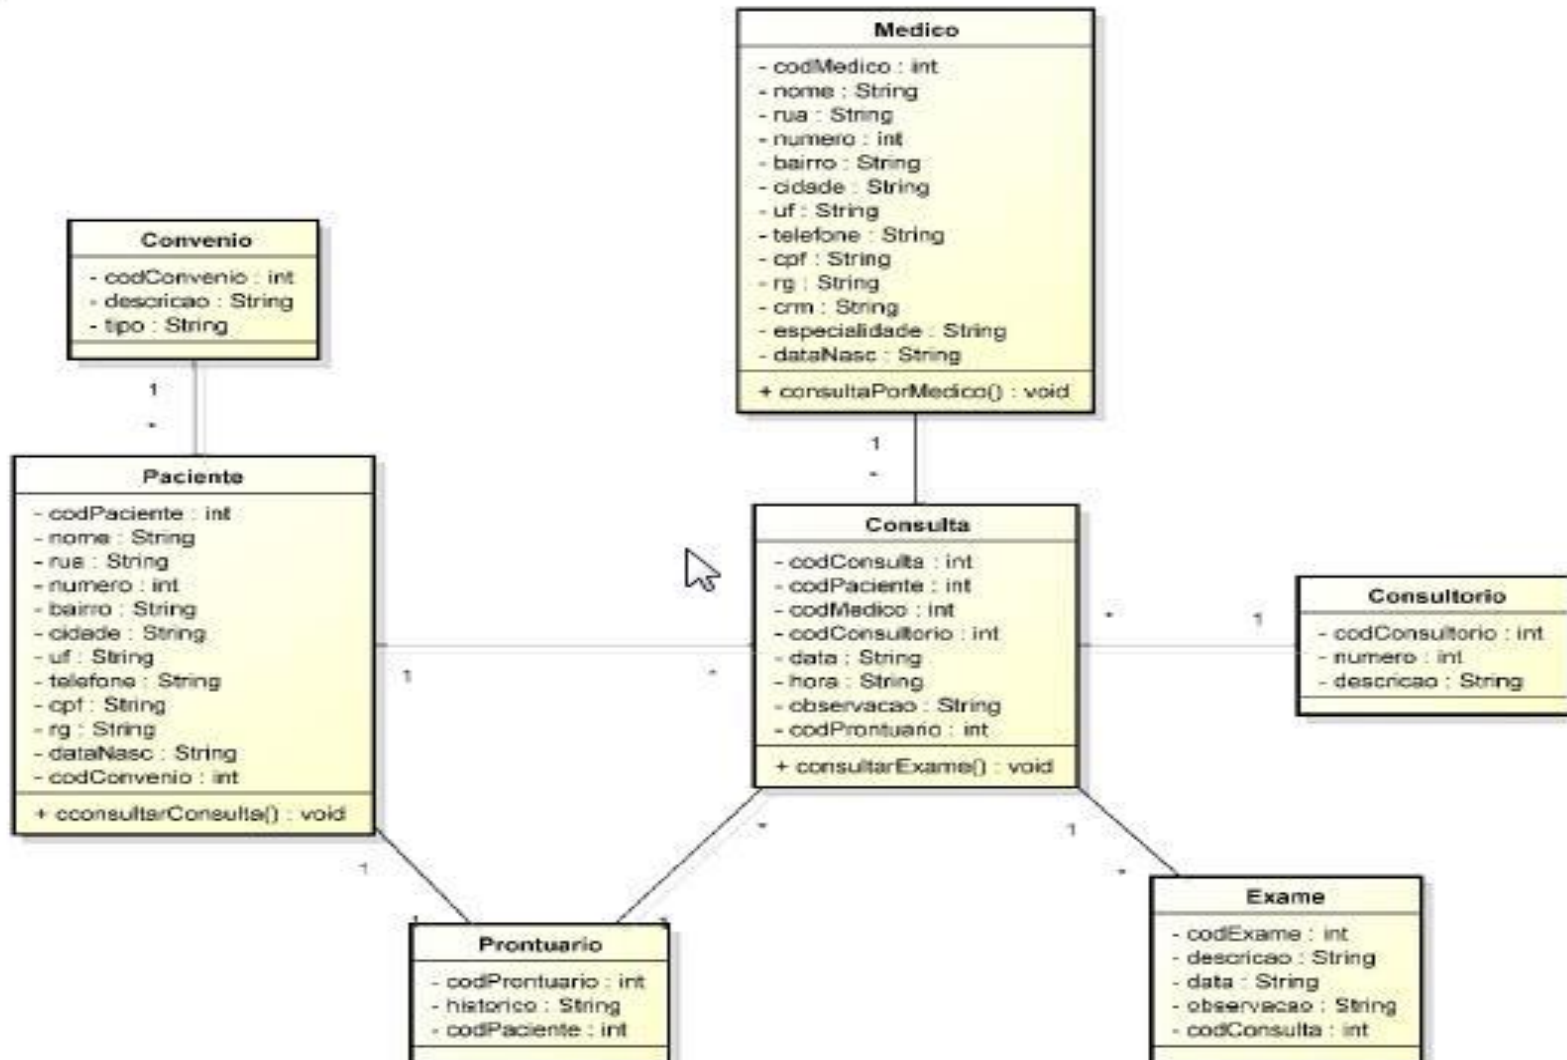 Medico
- codMedico : int
- nome : String
- rua : String
- numero : int
- bairro : String
- cidade : String
- uf : String
- telefone : String
- cpf : String
- rg : String
- crm : String
- especialidade : String
- dataNasc : String
+ consultaPorMedico() : void
Convenio
- codConvenio : int
- descricao : String
- tipo : String
1
*
1
*
Paciente
- codPaciente : int
- nome : String
- rua : String
- numero : int
- bairro : String
- cidade : String
- uf : String
- telefone : String
- cpf : String
- rg : String
- dataNasc : String
- codConvenio : int
+ cconsultarConsulta() : void
1
*
Consulta
- codConsulta : int
- codPaciente : int
- codMedico : int
- codConsultorio : int
- data : String
- hora : String
- observacao : String
- codProntuario : int
+ consultarExame() : void
*
1
Consultorio
- codConsultorio : int
- numero : int
- descricao : String
1
1
*
1
*
Prontuario
- codProntuario : int
- historico : String
- codPaciente : int
Exame
- codExame : int
- descricao : String
- data : String
- observacao : String
- codConsulta : int